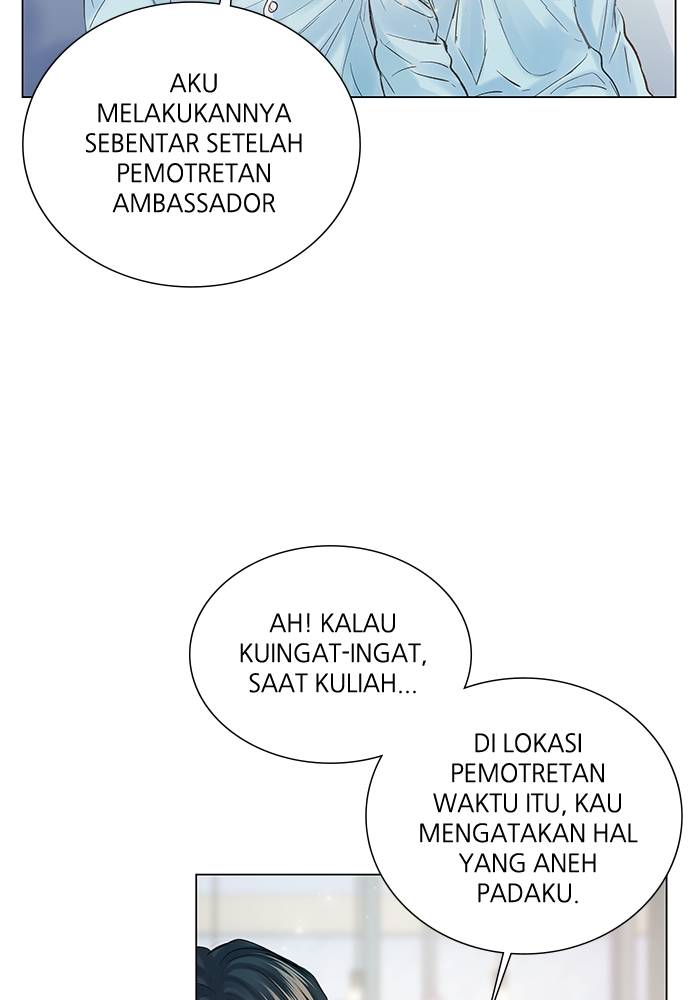 AKU
MELAKUKANNYA
SEBENTAR SETELAH
PEMOTRETAN
AMBASSADOR
AH! KALAU
KUINGAT-INGAT,
SAAT KULIAH...
DI LOKASI
PEMOTRETAN
WAKTU ITU, KAU
MENGATAKAN HAL
YANG ANEH
PADAKU.